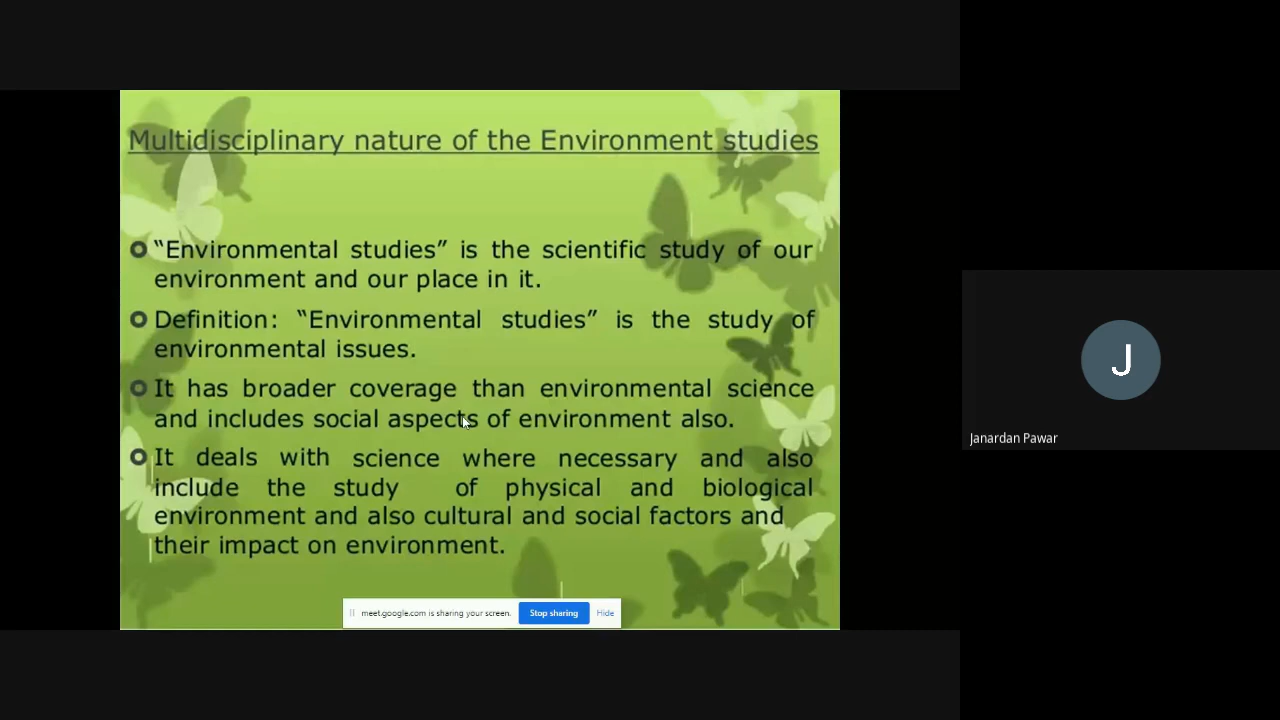 Multidisciplinary nature of the Environment studies
“Environmental studies” is the scientific study of our
environment and our place in it.
Definition: “Environmental studies” is the study of
environmental issues.
It has broader coverage than environmental science
and includes social aspects of environment also.
It deals with science where necessary and also
include the study of physical and biological
environment and also cultural and social factors and
their impact on environment.
meet.google.com is sharing your screen. Stop sharing Hide
J
Janardan Pawar